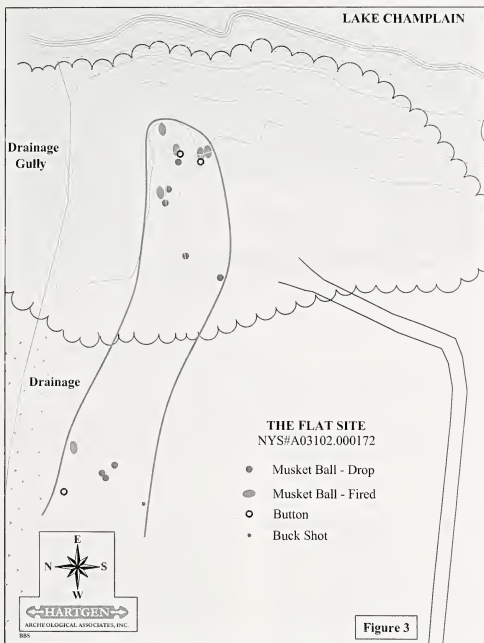 LAKE CHAMPLAIN
Drainage
Gully
Drainage
THE FLAT SITE
NYS#A03102.000172
Musket Ball - Drop
Musket Ball - Fired
Button
Buck Shot
E
N S
W
HARTGEN
ARCHEOLOGICAL ASSOCIATES, INC.
BBS
Figure 3